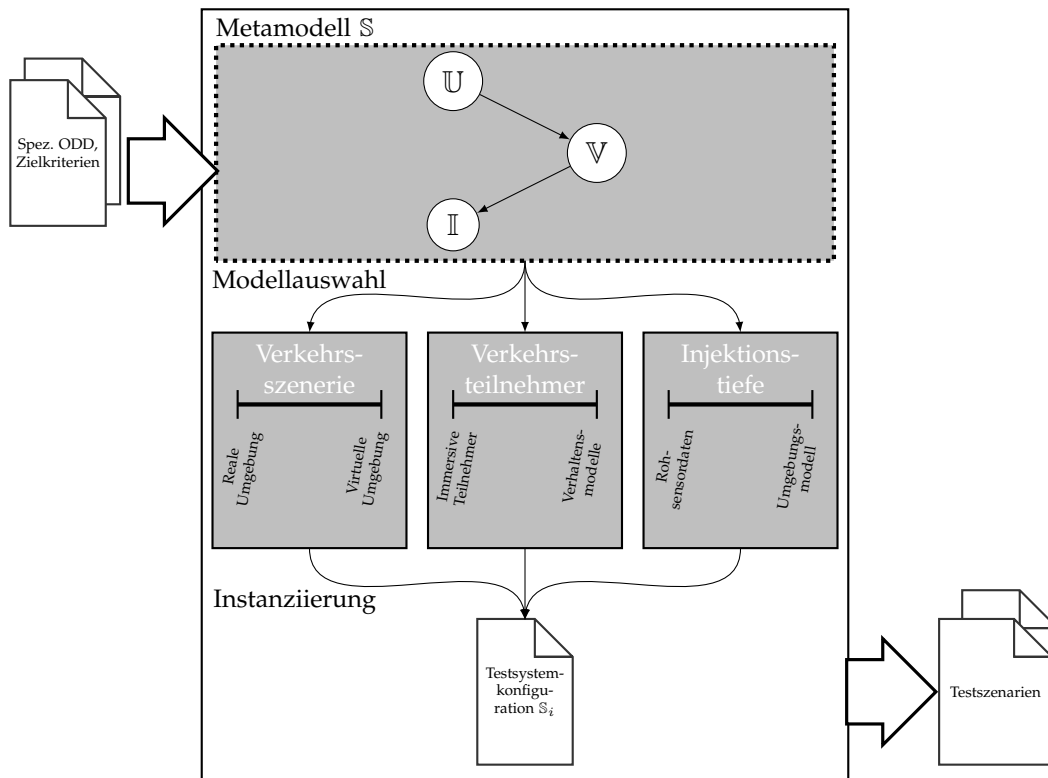 Metamodell 𝕊
Spez. ODD,
Zielkriterien
𝕌
𝕍
𝕀
Modellauswahl
Verkehrs-
szenerie
Reale
Umgebung
Virtuelle
Umgebung
Verkehrs-
teilnehmer
Immersive
Teilnehmer
Verhaltens-
modelle
Injektions-
tiefe
Roh-
sensordaten
Umgebungs-
modell
Instanziierung
Testsystem-
konfigu-
ration 𝕊ᵢ
Testszenarien